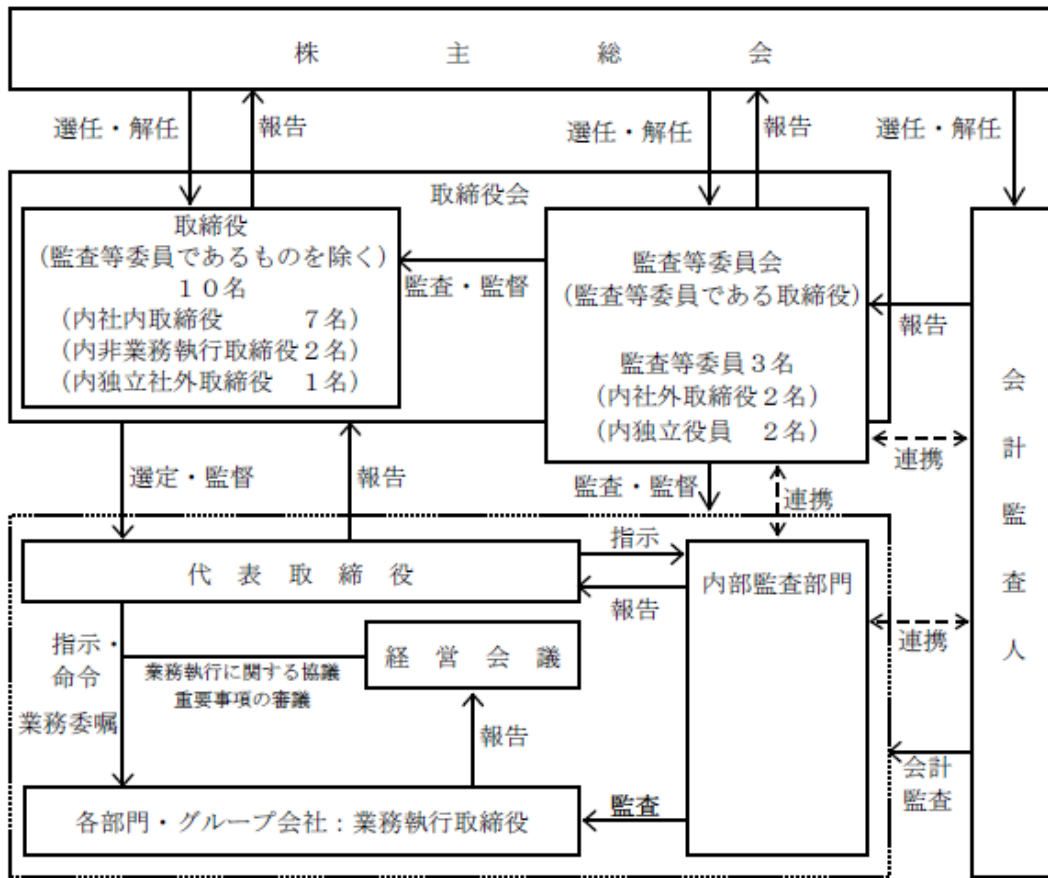 株　主　総　会
選任・解任
報告
選任・解任
報告
選任・解任
取締役会
取締役
（監査等委員であるものを除く）
１０名
（内社内取締役　　　７名）
（内非業務執行取締役２名）
（内独立社外取締役　１名）
監査・監督
監査等委員会
（監査等委員である取締役）
監査等委員３名
（内社外取締役２名）
（内独立役員　２名）
報告
会計監査人
連携
選定・監督
報告
監査・監督
連携
代　表　取　締　役
指示
報告
内部監査部門
連携
指示・
命令
業務委嘱
業務執行に関する協議
重要事項の審議
経　営　会　議
報告
会計
監査
各部門・グループ会社：業務執行取締役
監査